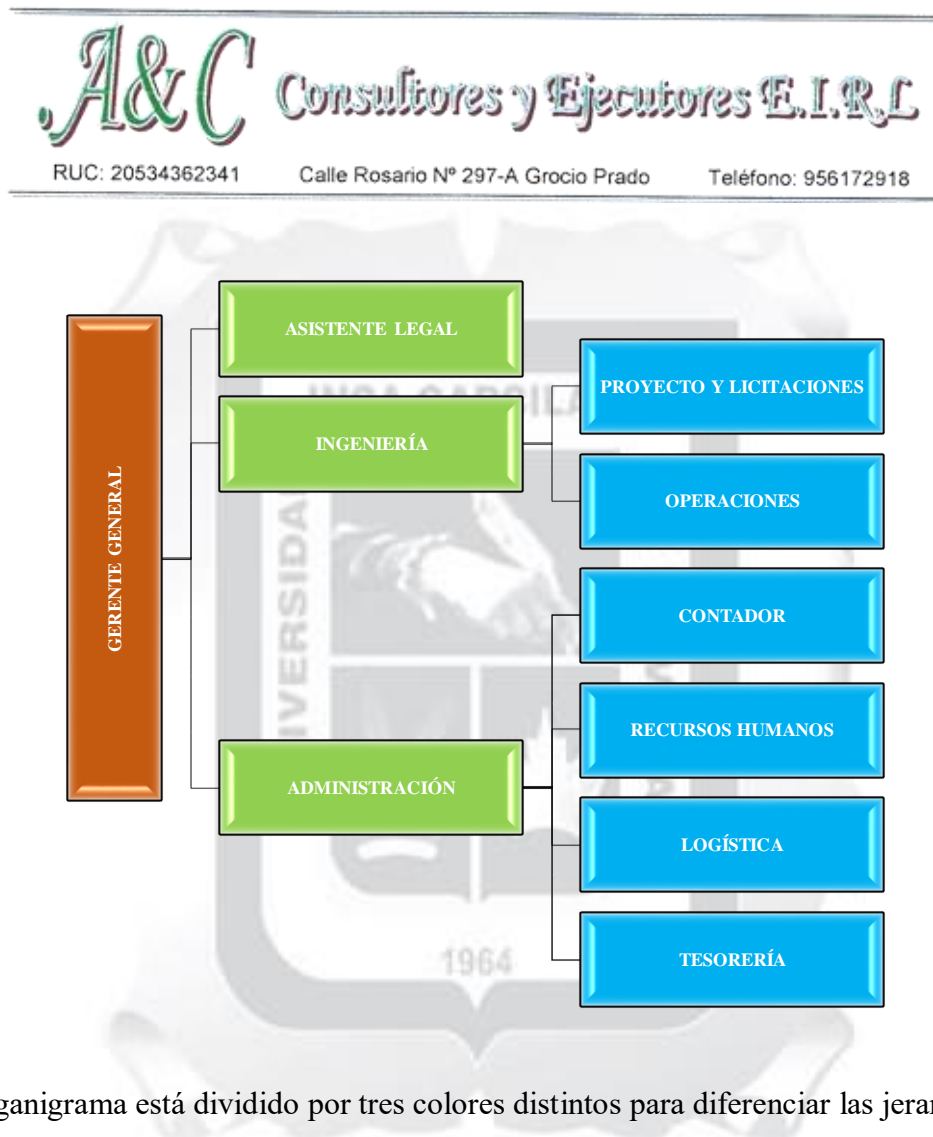 A&C Consultores y Ejecutores E.I.R.L
RUC: 20534362341 Calle Rosario Nº 297-A Grocio Prado Teléfono: 956172918
GERENTE GENERAL
ASISTENTE LEGAL
INGENIERÍA
PROYECTO Y LICITACIONES
OPERACIONES
ADMINISTRACIÓN
CONTADOR
RECURSOS HUMANOS
LOGÍSTICA
TESORERÍA
1964
ganigrama está dividido por tres colores distintos para diferenciar las jerar